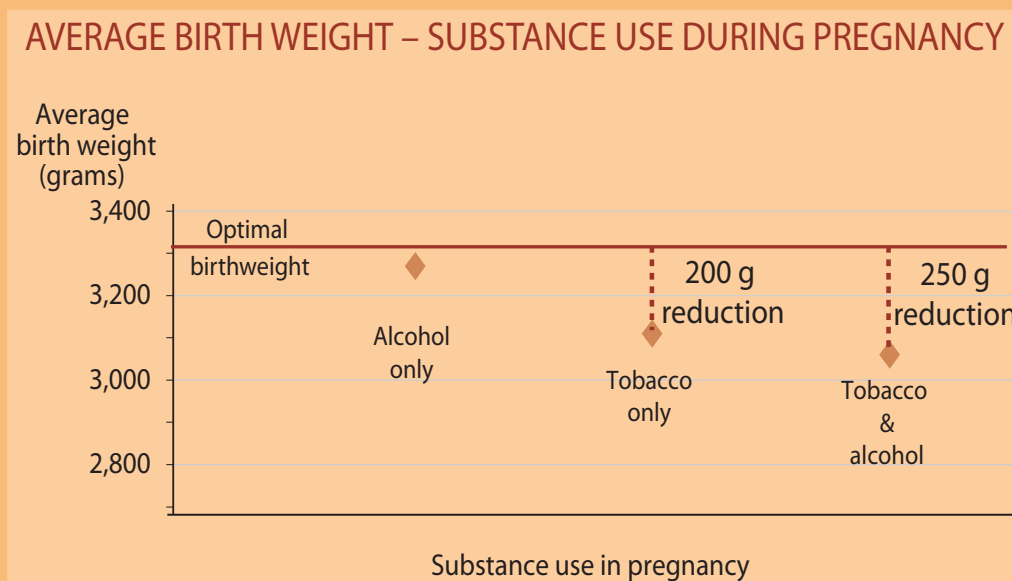 AVERAGE BIRTH WEIGHT – SUBSTANCE USE DURING PREGNANCY
Average
birth weight
(grams)
3,400
Optimal
birthweight
200 g
reduction
250 g
reduction
3,200
Alcohol
only
3,000
Tobacco
only
Tobacco
&
alcohol
2,800
Substance use in pregnancy